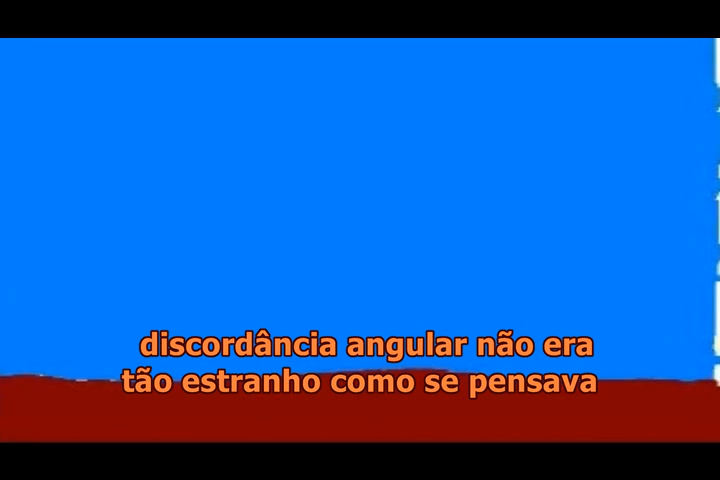 discordância angular não era
tão estranho como se pensava